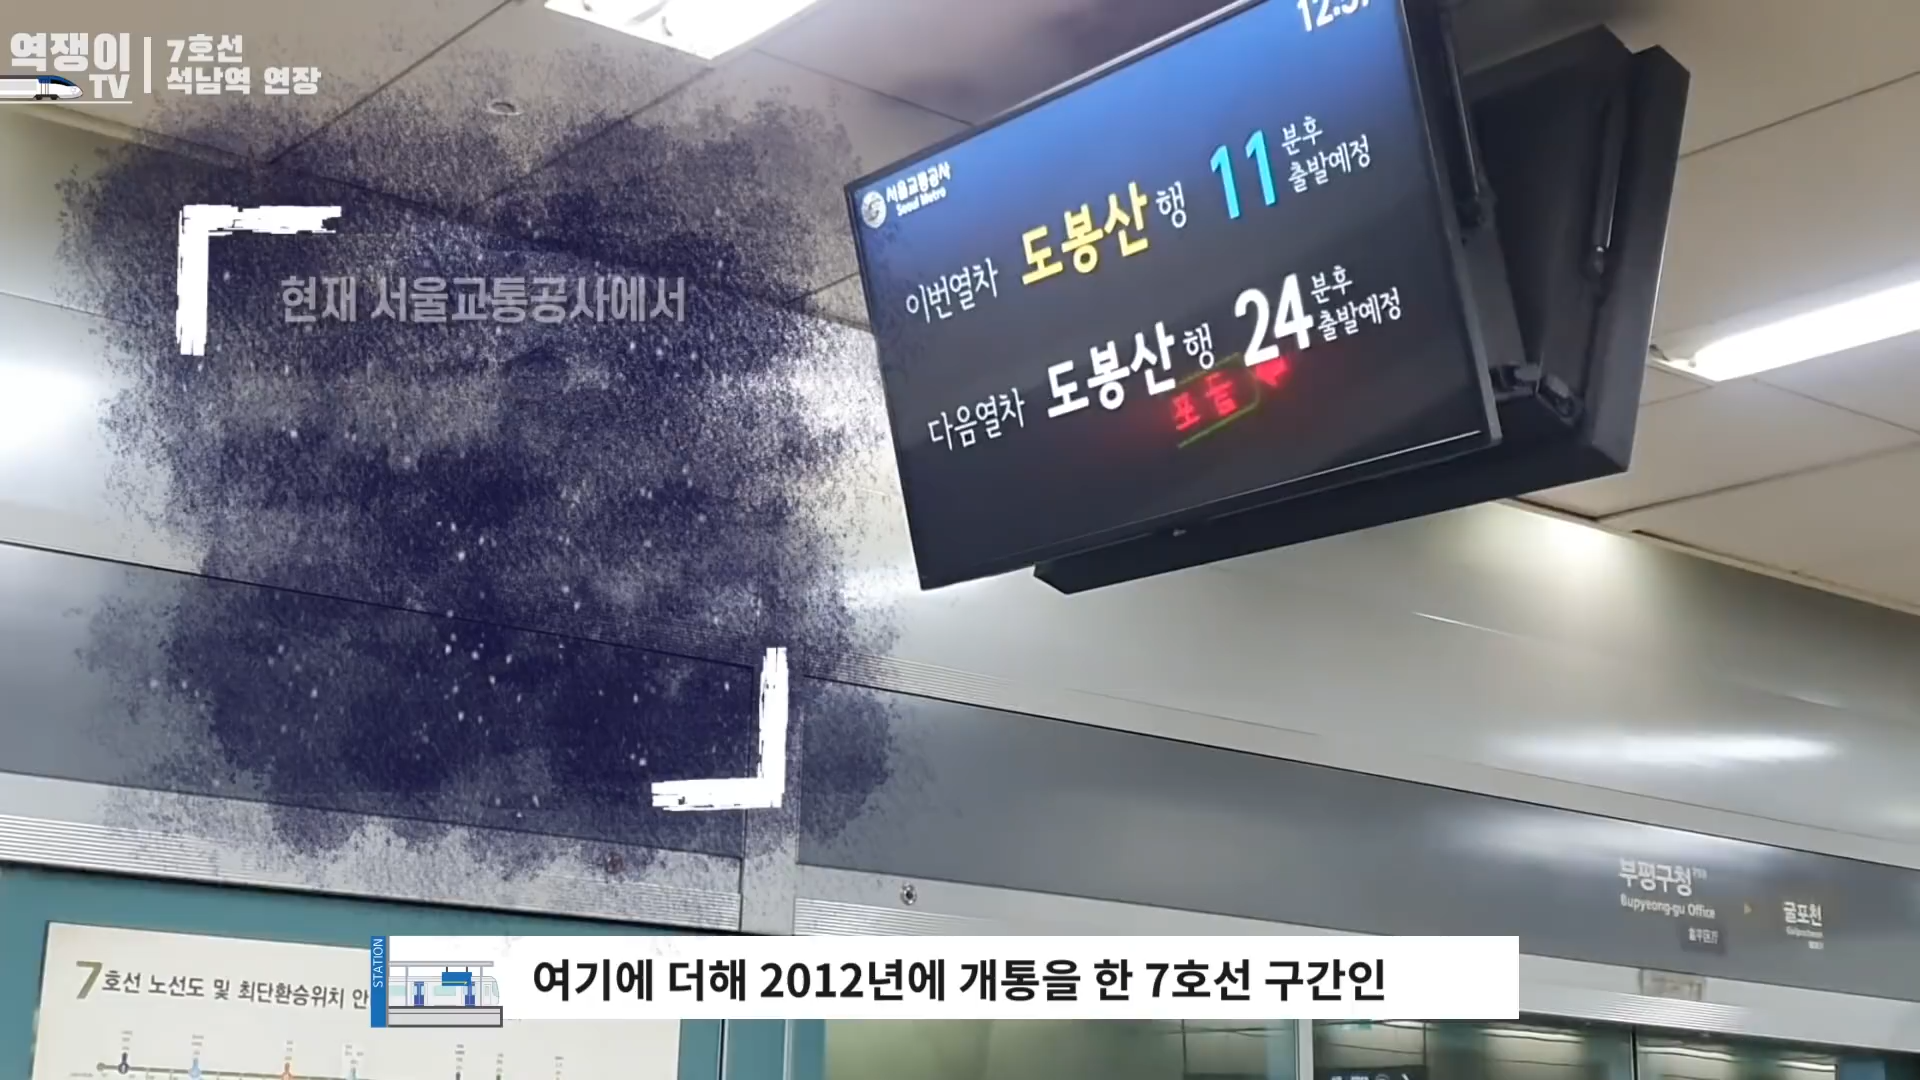 역쟁이
TV
7호선
석남역 연장
현재 서울교통공사에서
서울교통공사
Seoul Metro
이번열차 도봉산 행 11 분후 출발예정
다음열차 도봉산 행 24 분후 출발예정
부평구청
Bupyeong-gu Office
굴포천
7호선 노선도 및 최단환승위치 안
STATION
여기에 더해 2012년에 개통을 한 7호선 구간인